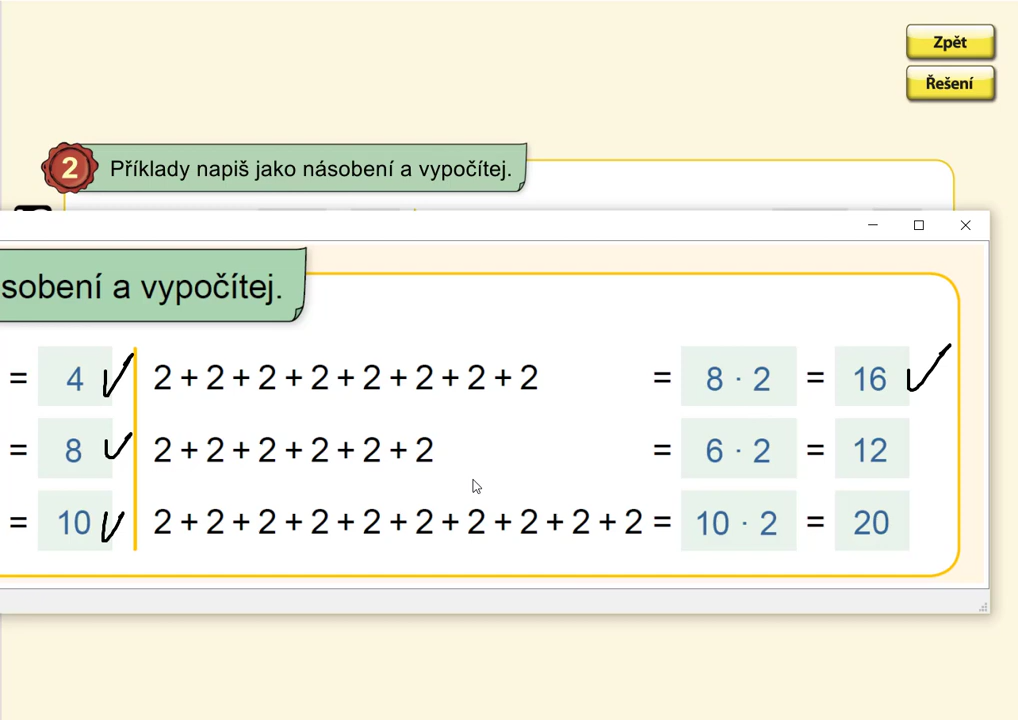 Zpět
Řešení
2 Příklady napiš jako násobení a vypočítej.
sobení a vypočítej.
= 4 2 + 2 + 2 + 2 + 2 + 2 + 2 + 2 = 8 · 2 = 16
= 8 2 + 2 + 2 + 2 + 2 + 2 = 6 · 2 = 12
= 10 2 + 2 + 2 + 2 + 2 + 2 + 2 + 2 + 2 + 2 = 10 · 2 = 20